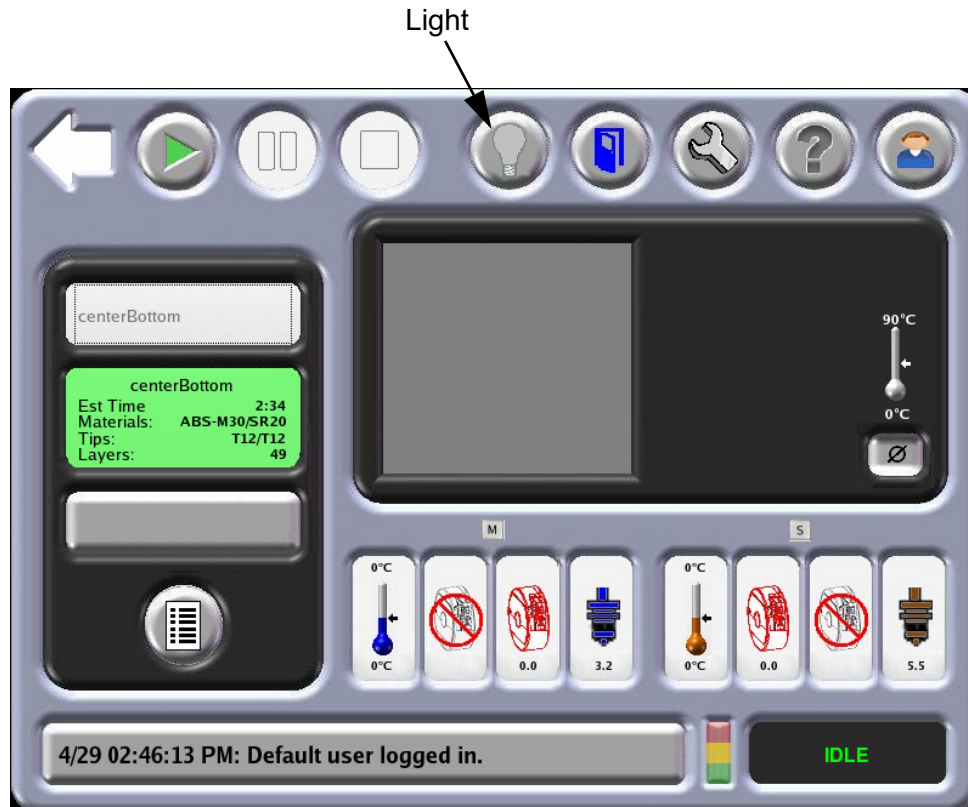 Light
centerBottom
centerBottom
Est Time 2:34
Materials: ABS-M30/SR20
Tips: T12/T12
Layers: 49
90°C
0°C
M
S
0°C
0°C
0.0
3.2
0°C
0°C
0.0
5.5
4/29 02:46:13 PM: Default user logged in.
IDLE